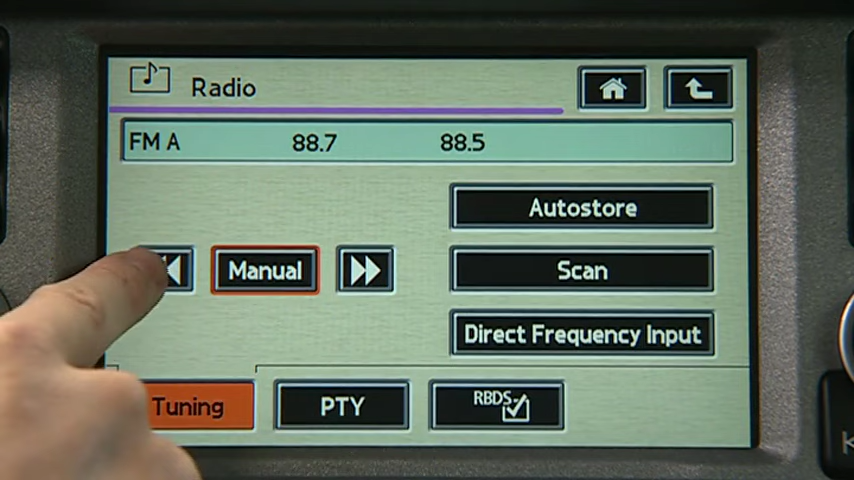 Radio
FM A 88.7 88.5
Autostore
Manual
Scan
Direct Frequency Input
Tuning
PTY
RBDS